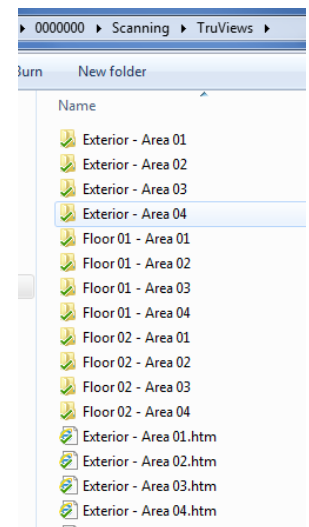 0000000 ▸ Scanning ▸ TruViews ▸
Burn New folder
Name
Exterior - Area 01
Exterior - Area 02
Exterior - Area 03
Exterior - Area 04
Floor 01 - Area 01
Floor 01 - Area 02
Floor 01 - Area 03
Floor 01 - Area 04
Floor 02 - Area 01
Floor 02 - Area 02
Floor 02 - Area 03
Floor 02 - Area 04
Exterior - Area 01.htm
Exterior - Area 02.htm
Exterior - Area 03.htm
Exterior - Area 04.htm